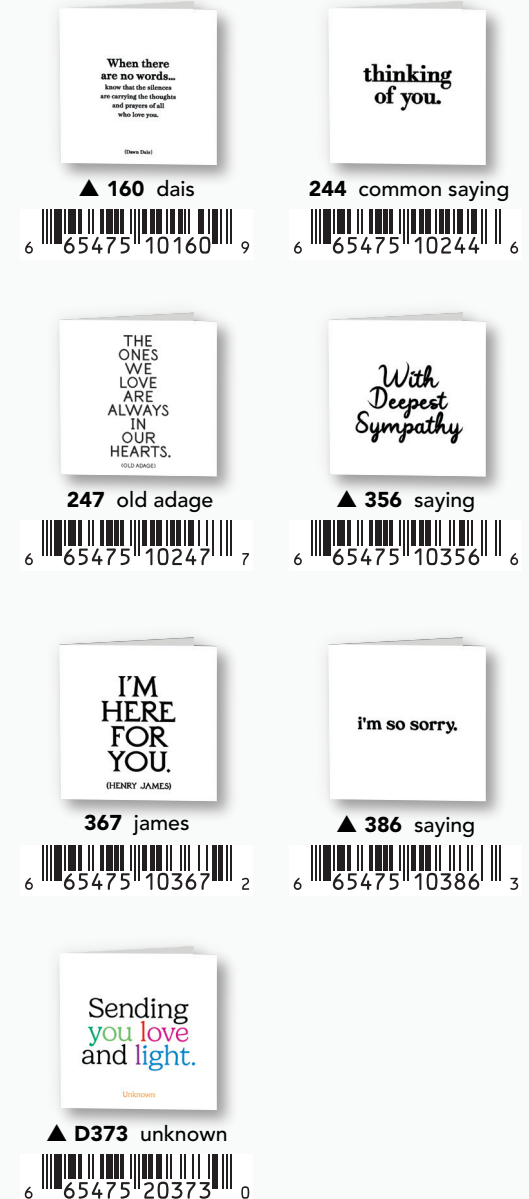 When there
are no words...
know that the silences
are carrying the thoughts
and prayers of all
who love you.
(Dawn Dais)
▲ 160 dais
6 65475 10160 9
thinking
of you.
244 common saying
6 65475 10244 6
THE
ONES
WE
LOVE
ARE
ALWAYS
IN
OUR
HEARTS.
(OLD ADAGE)
247 old adage
6 65475 10247 7
With
Deepest
Sympathy
▲ 356 saying
6 65475 10356 6
I'M
HERE
FOR
YOU.
(HENRY JAMES)
367 james
6 65475 10367 2
i'm so sorry.
▲ 386 saying
6 65475 10386 3
Sending
you love
and light.
Unknown
▲ D373 unknown
6 65475 20373 0